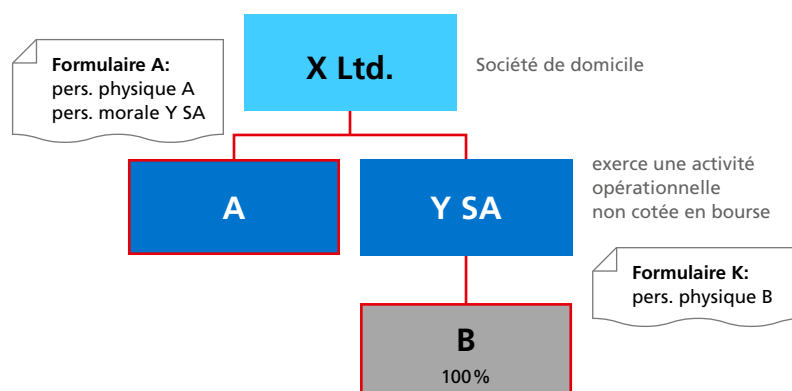 Formulaire A:
pers. physique A
pers. morale Y SA
X Ltd.
Société de domicile
A
Y SA
exerce une activité
opérationnelle
non cotée en bourse
Formulaire K:
pers. physique B
B
100 %